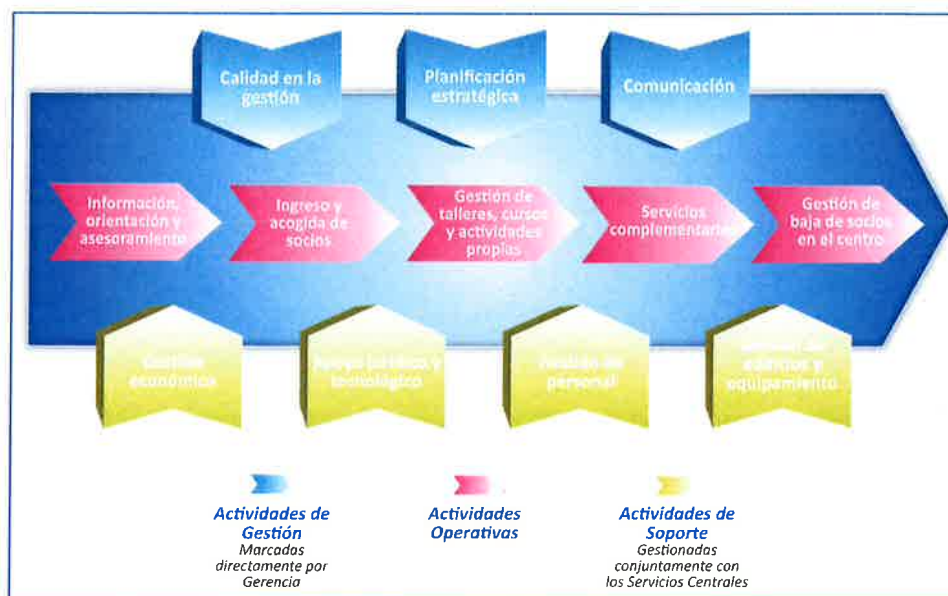 Calidad en la
gestión
Planificación
estratégica
Comunicación
Información,
orientación y
asesoramiento
Ingreso y
acogida de
socios
Gestión de
talleres, cursos
y actividades
propias
Servicios
complementarios
Gestión de
baja de socios
en el centro
Gestión
económica
Apoyo jurídico y
tecnológico
Gestión de
personal
edificios y
equipamiento
Actividades de
Gestión
Marcadas
directamente por
Gerencia
Actividades
Operativas
Actividades de
Soporte
Gestionadas
conjuntamente con
los Servicios Centrales